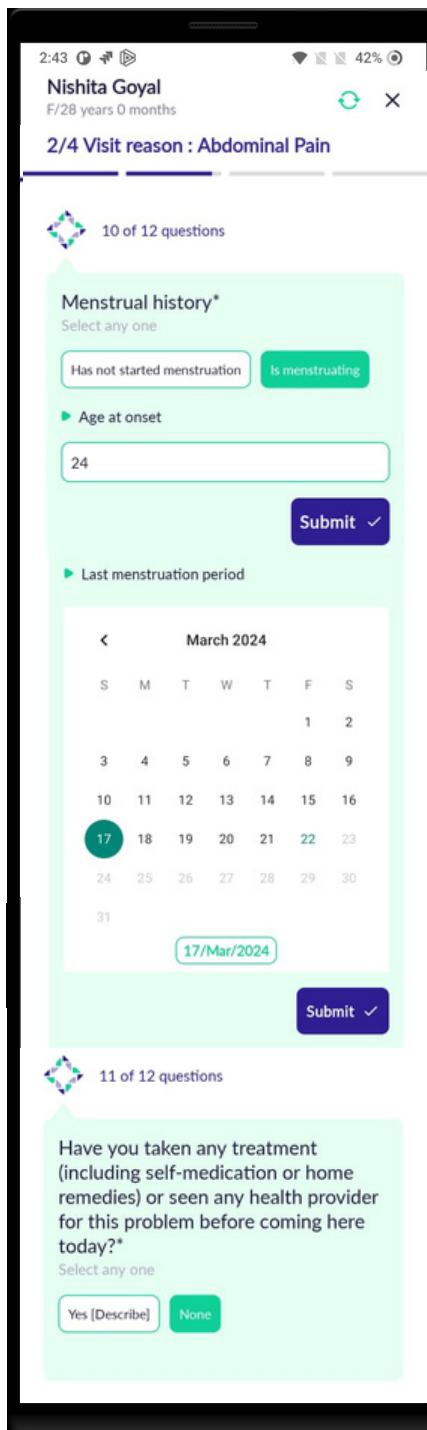 2:43 42%
Nishita Goyal
F/28 years 0 months
2/4 Visit reason : Abdominal Pain
10 of 12 questions
Menstrual history*
Select any one
Has not started menstruation Is menstruating
Age at onset
24
Submit
Last menstruation period
March 2024
S M T W T F S
1 2
3 4 5 6 7 8 9
10 11 12 13 14 15 16
17 18 19 20 21 22 23
24 25 26 27 28 29 30
31
17/Mar/2024
Submit
11 of 12 questions
Have you taken any treatment
(including self-medication or home
remedies) or seen any health provider
for this problem before coming here
today?*
Select any one
Yes [Describe] None